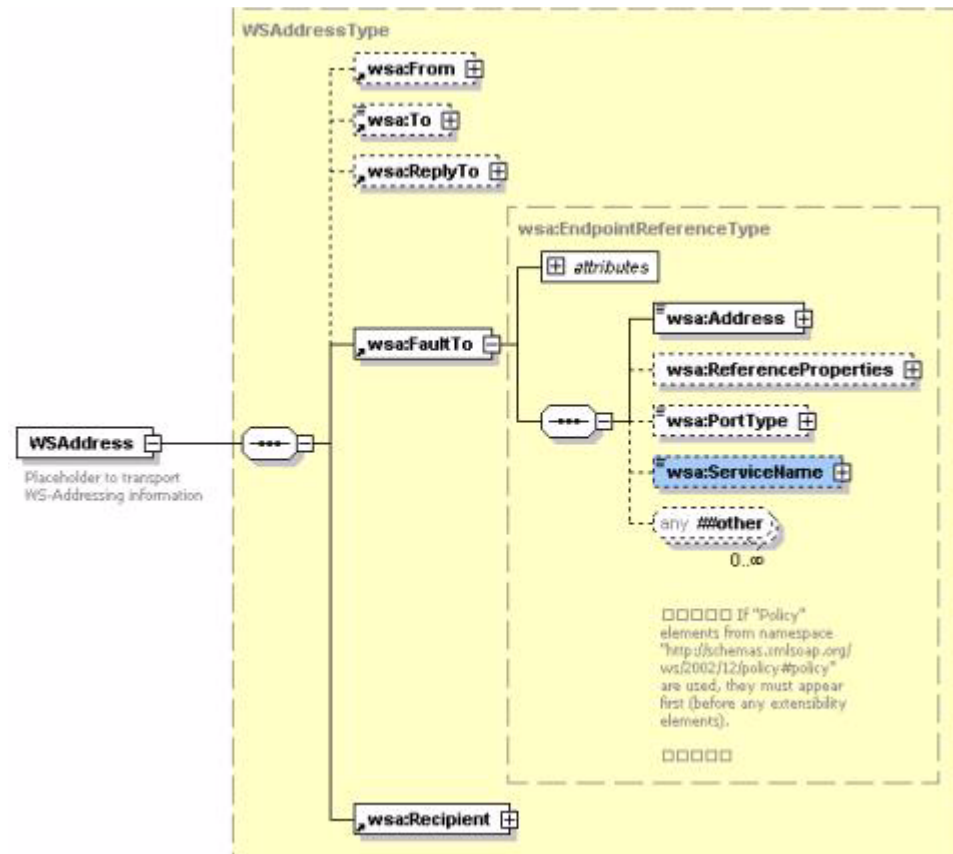 WSAddressType
wsa:From
wsa:To
wsa:ReplyTo
wsa:EndpointReferenceType
attributes
wsa:FaultTo
wsa:Address
wsa:ReferenceProperties
wsa:PortType
wsa:ServiceName
any ##other
0..∞
WSAddress
Placeholder to transport
WS-Addressing information
□□□□□ If "Policy"
elements from namespace
"http://schemas.xmlsoap.org/
ws/2002/12/policy#policy"
are used, they must appear
first (before any extensibility
elements).
□□□□□
wsa:Recipient